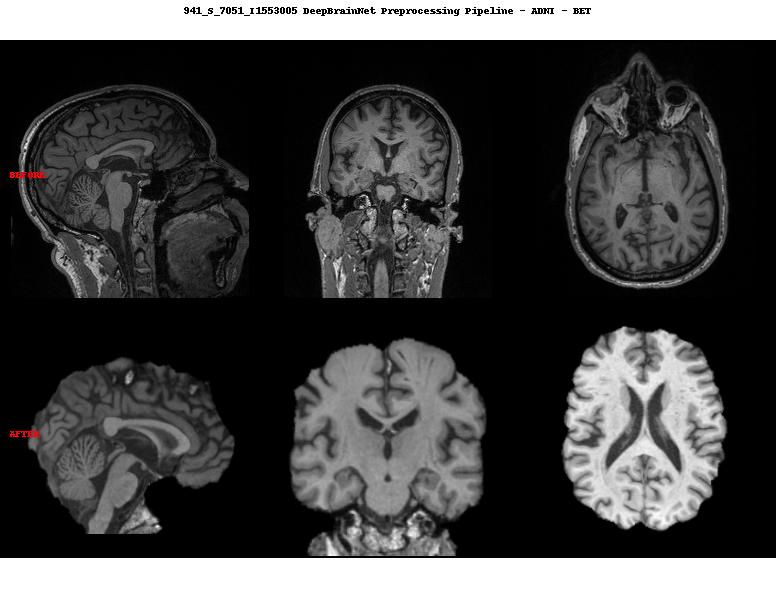 941_S_7051_I1553005 DeepBrainNet Preprocessing Pipeline - ADNI - BET
BEFORE
AFTER